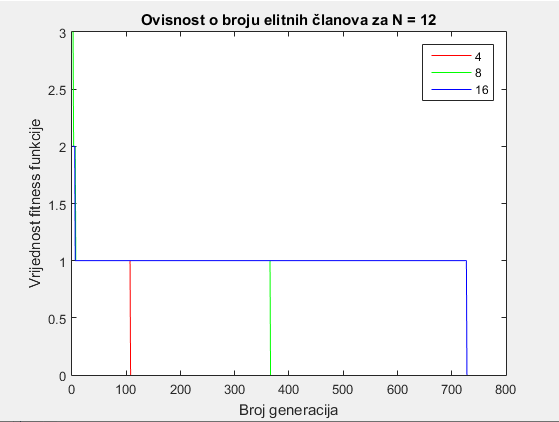 Ovisnost o broju elitnih članova za N = 12
4
8
16
Vrijednost fitness funkcije
3
2.5
2
1.5
1
0.5
0
0 100 200 300 400 500 600 700 800
Broj generacija